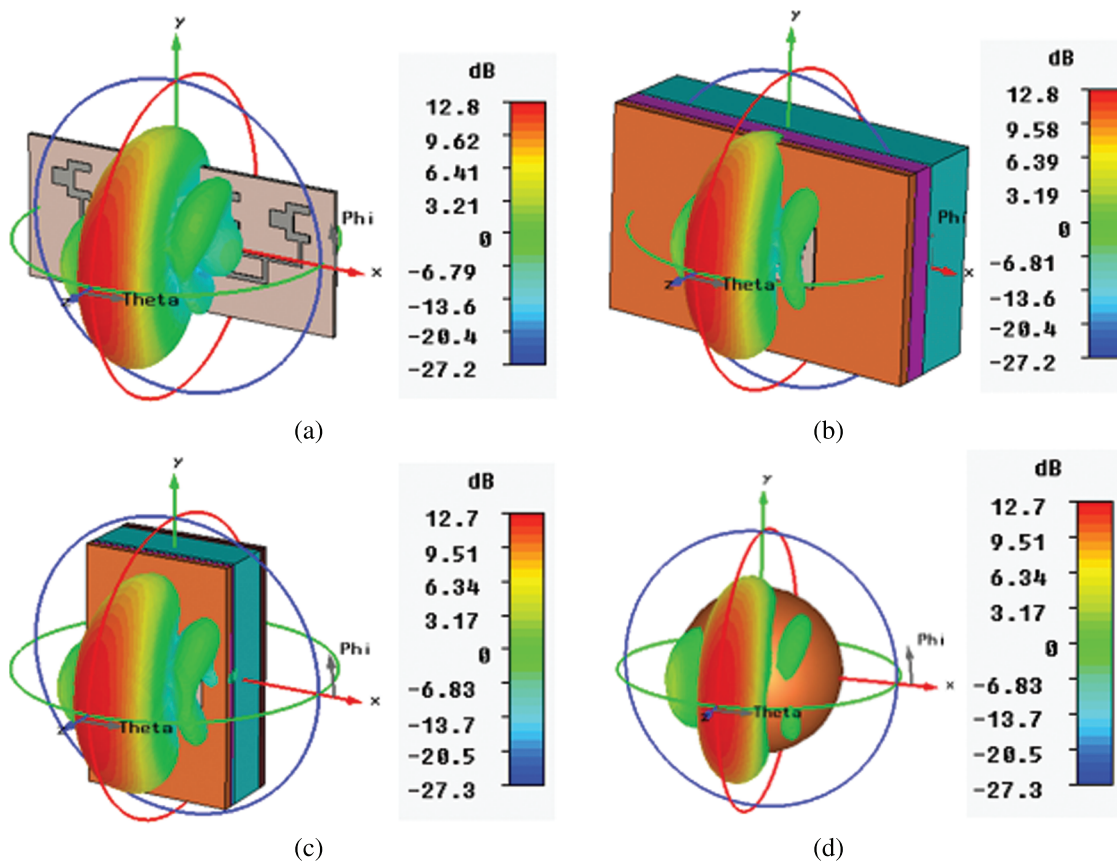 y
dB
12.8
9.62
6.41
3.21
0
-6.79
-13.6
-20.4
-27.2
Phi
x
z
Theta
(a)
y
dB
12.8
9.58
6.39
3.19
0
-6.81
-13.6
-20.4
-27.2
Phi
x
z
Theta
(b)
y
dB
12.7
9.51
6.34
3.17
0
-6.83
-13.7
-20.5
-27.3
Phi
x
z
Theta
(c)
y
dB
12.7
9.51
6.34
3.17
0
-6.83
-13.7
-20.5
-27.3
Phi
x
z
Theta
(d)